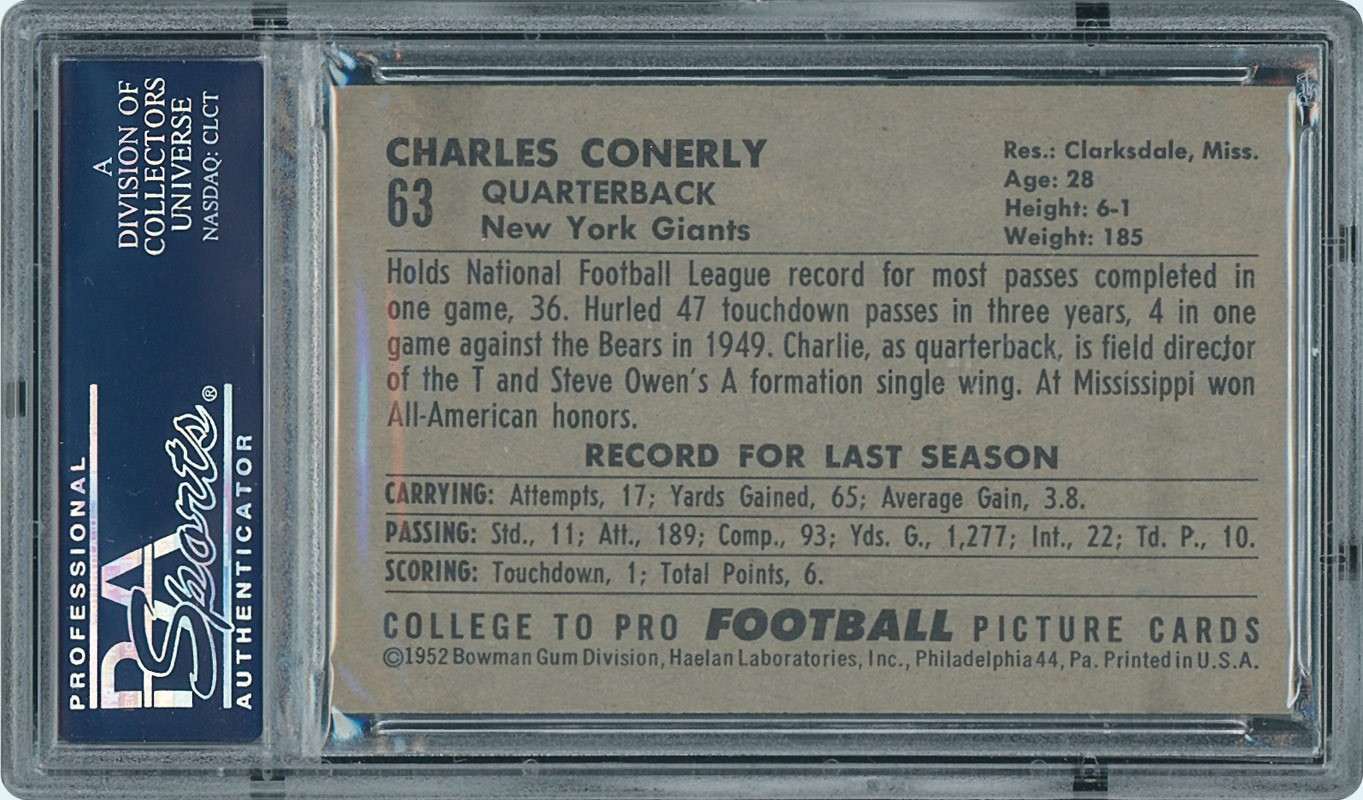 A
DIVISION OF
COLLECTORS
UNIVERSE
NASDAQ: CLCT
PROFESSIONAL
PSA
Sports®
AUTHENTICATOR
CHARLES CONERLY
63 QUARTERBACK
New York Giants
Res.: Clarksdale, Miss.
Age: 28
Height: 6-1
Weight: 185
Holds National Football League record for most passes completed in
one game, 36. Hurled 47 touchdown passes in three years, 4 in one
game against the Bears in 1949. Charlie, as quarterback, is field director
of the T and Steve Owen's A formation single wing. At Mississippi won
All-American honors.
RECORD FOR LAST SEASON
CARRYING: Attempts, 17; Yards Gained, 65; Average Gain, 3.8.
PASSING: Std., 11; Att., 189; Comp., 93; Yds. G., 1,277; Int., 22; Td. P., 10.
SCORING: Touchdown, 1; Total Points, 6.
COLLEGE TO PRO FOOTBALL PICTURE CARDS
©1952 Bowman Gum Division, Haelan Laboratories, Inc., Philadelphia 44, Pa. Printed in U.S.A.